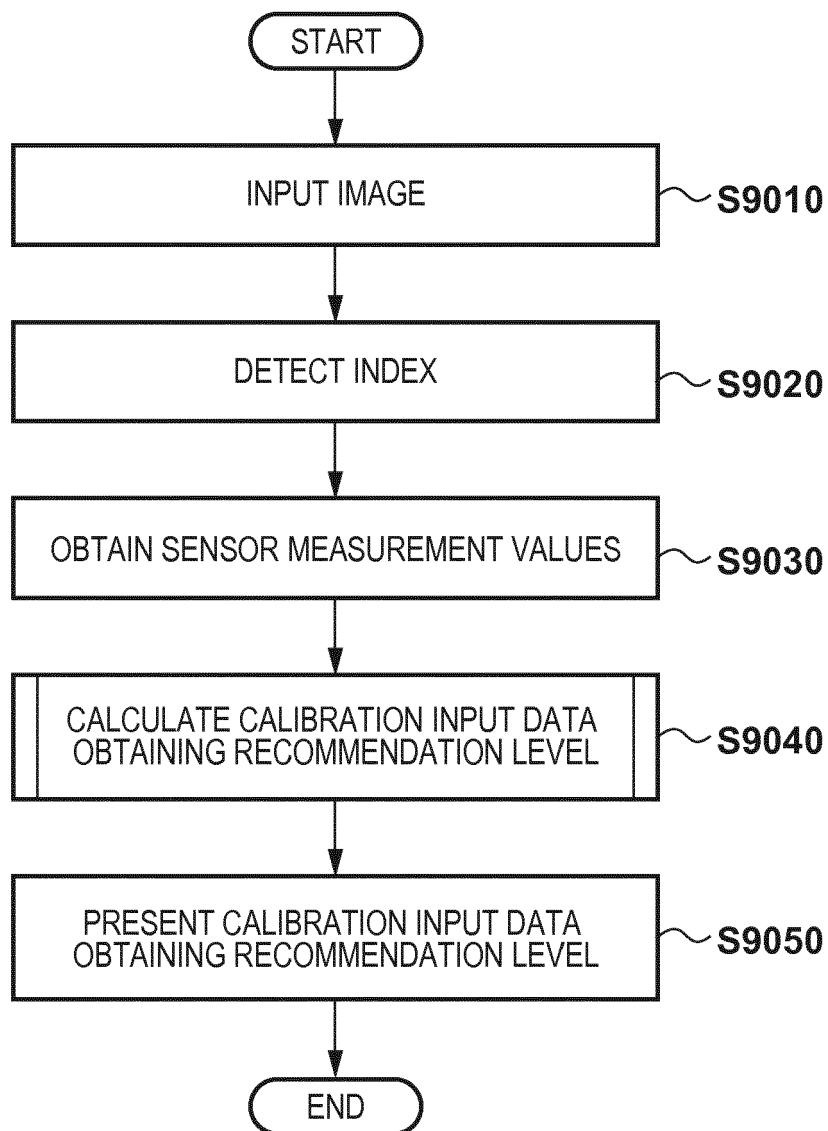 START
INPUT IMAGE
S9010
DETECT INDEX
S9020
OBTAIN SENSOR MEASUREMENT VALUES
S9030
CALCULATE CALIBRATION INPUT DATA
OBTAINING RECOMMENDATION LEVEL
S9040
PRESENT CALIBRATION INPUT DATA
OBTAINING RECOMMENDATION LEVEL
S9050
END